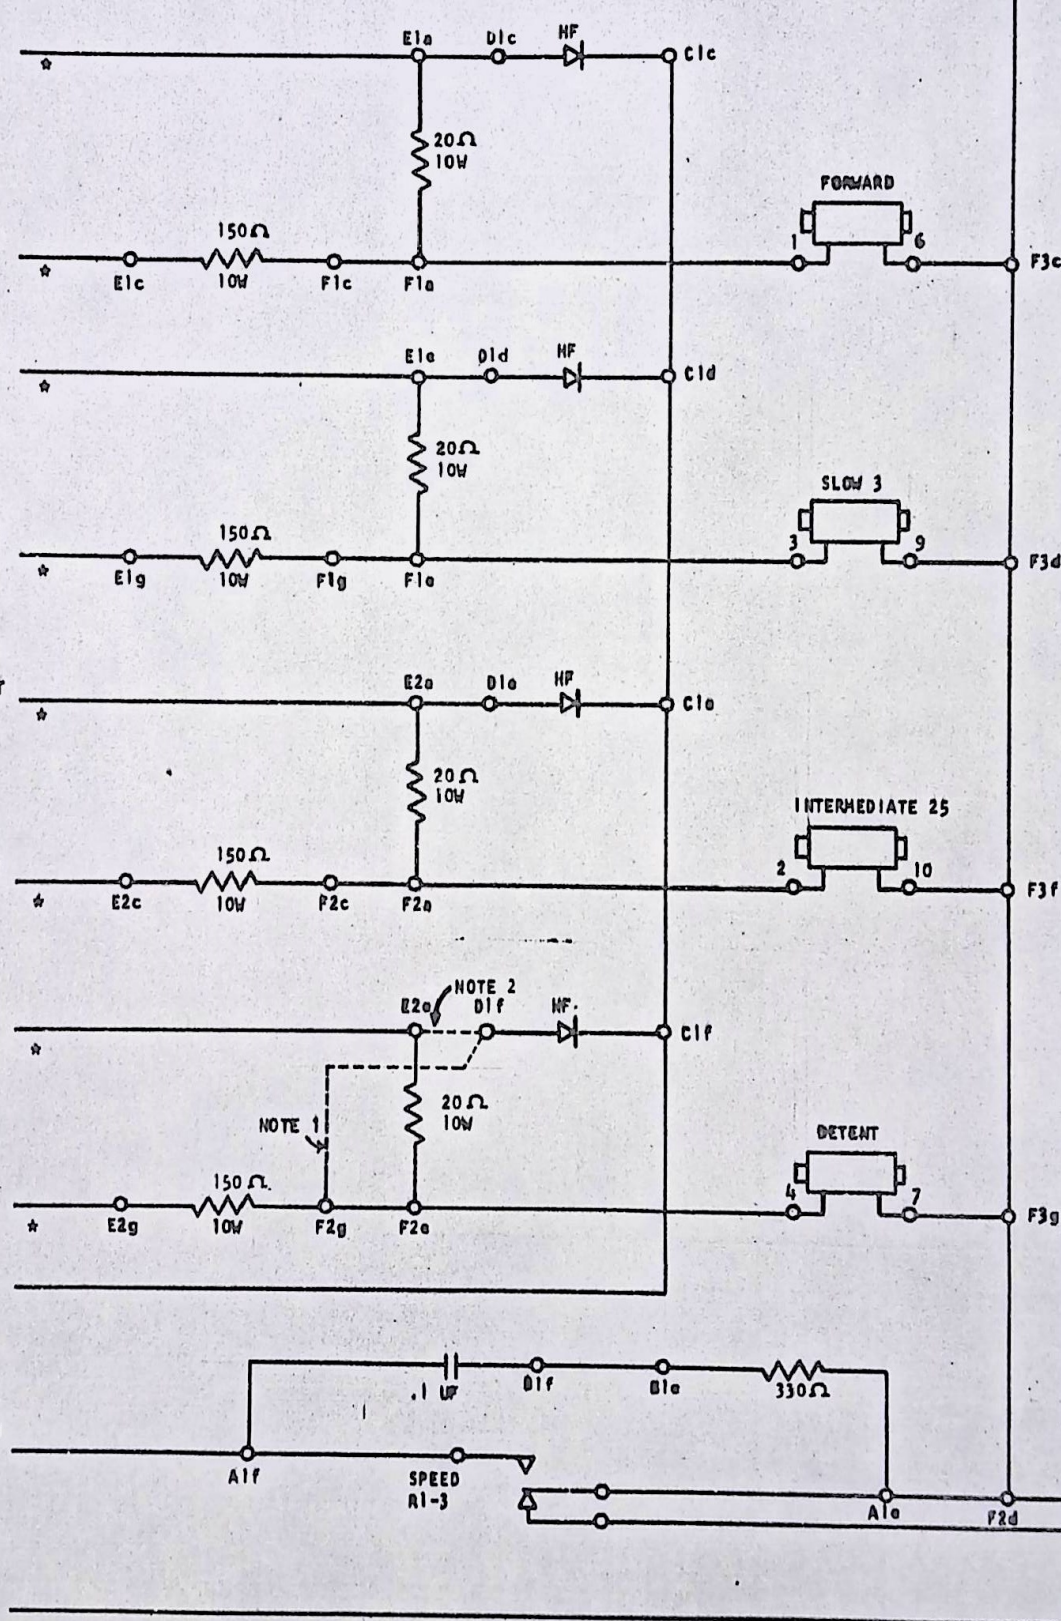 E1a D1c HF C1c
☆
20Ω
10W
FORWARD
150Ω
1 6
☆ E1c 10W F1c F1a F3c
E1e D1d HF C1d
☆
20Ω
10W
SLOW 3
150Ω
3 9
☆ E1g 10W F1g F1e F3d
E2a D1e HF C1e
☆
20Ω
10W
INTERMEDIATE 25
150Ω
2 10
☆ E2c 10W F2c F2a F3f
NOTE 2
E2e D1f HF C1f
☆
20Ω
10W
NOTE 1
DETENT
150Ω
4 7
☆ E2g 10W F2g F2e F3g
.1 UF B1f B1e 330Ω
A1f SPEED
R1-3
A1e F2d